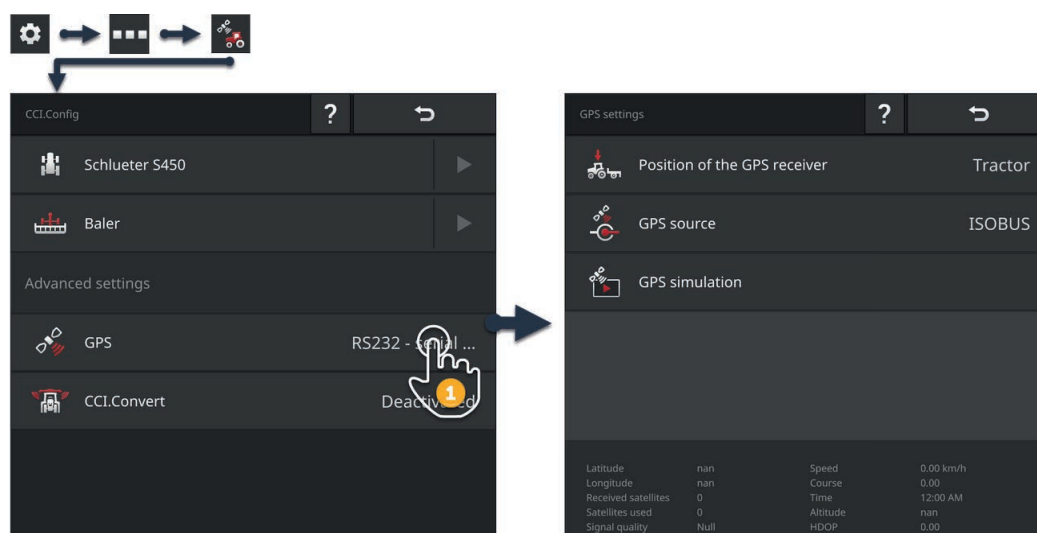 CCI.Config
?
Schlueter S450
Baler
Advanced settings
GPS RS232 - serial ...
1
CCI.Convert Deactivated
GPS settings
?
Position of the GPS receiver Tractor
GPS source ISOBUS
GPS simulation
Latitude nan Speed 0.00 km/h
Longitude nan Course 0.00
Received satellites 0 Time 12:00 AM
Satellites used 0 Altitude nan
Signal quality Null HDOP 0.00